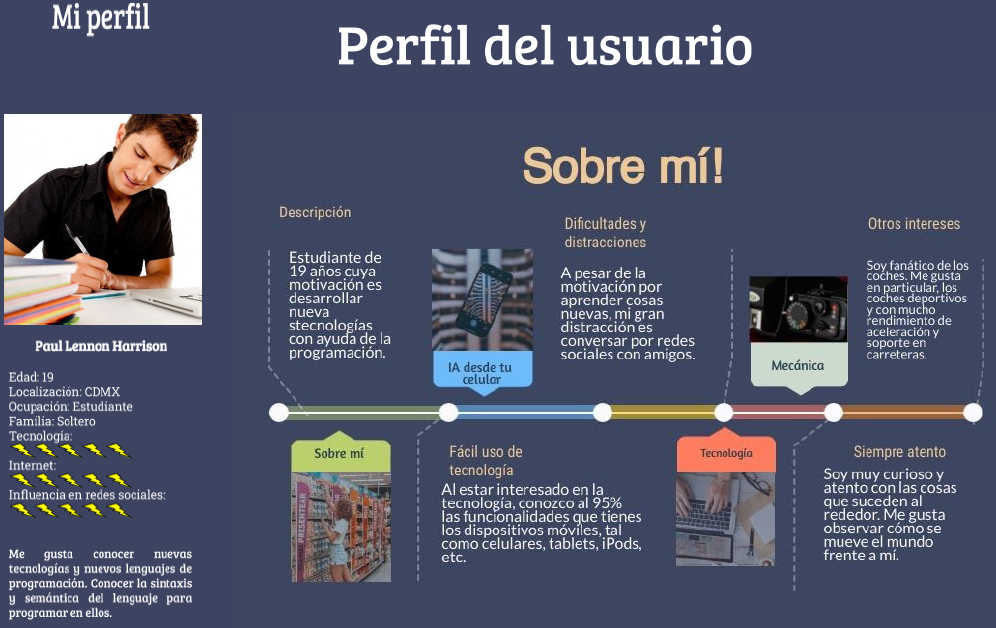 Mi perfil
Perfil del usuario
Paul Lennon Harrison
Edad: 19
Localización: CDMX
Ocupación: Estudiante
Familia: Soltero
Tecnología:
Internet:
Influencia en redes sociales:
Me gusta conocer nuevas
tecnologías y nuevos lenguajes de
programación. Conocer la sintaxis
y semántica del lenguaje para
programar en ellos.
Sobre mí!
Descripción
Estudiante de
19 años cuya
motivación es
desarrollar
nueva
stecnologías
con ayuda de la
programación.
IA desde tu
celular
Dificultades y
distracciones
A pesar de la
motivación por
aprender cosas
nuevas, mi gran
distracción es
conversar por redes
sociales con amigos.
Mecánica
Otros intereses
Soy fanático de los
coches. Me gusta
en particular, los
coches deportivos
y con mucho
rendimiento de
aceleración y
soporte en
carreteras.
Sobre mí
PRESENTEAR
Fácil uso de
tecnología
Al estar interesado en la
tecnología, conozco al 95%
las funcionalidades que tienes
los dispositivos móviles, tal
como celulares, tablets, iPods,
etc.
Tecnología
Siempre atento
Soy muy curioso y
atento con las cosas
que suceden al
rededor. Me gusta
observar cómo se
mueve el mundo
frente a mí.